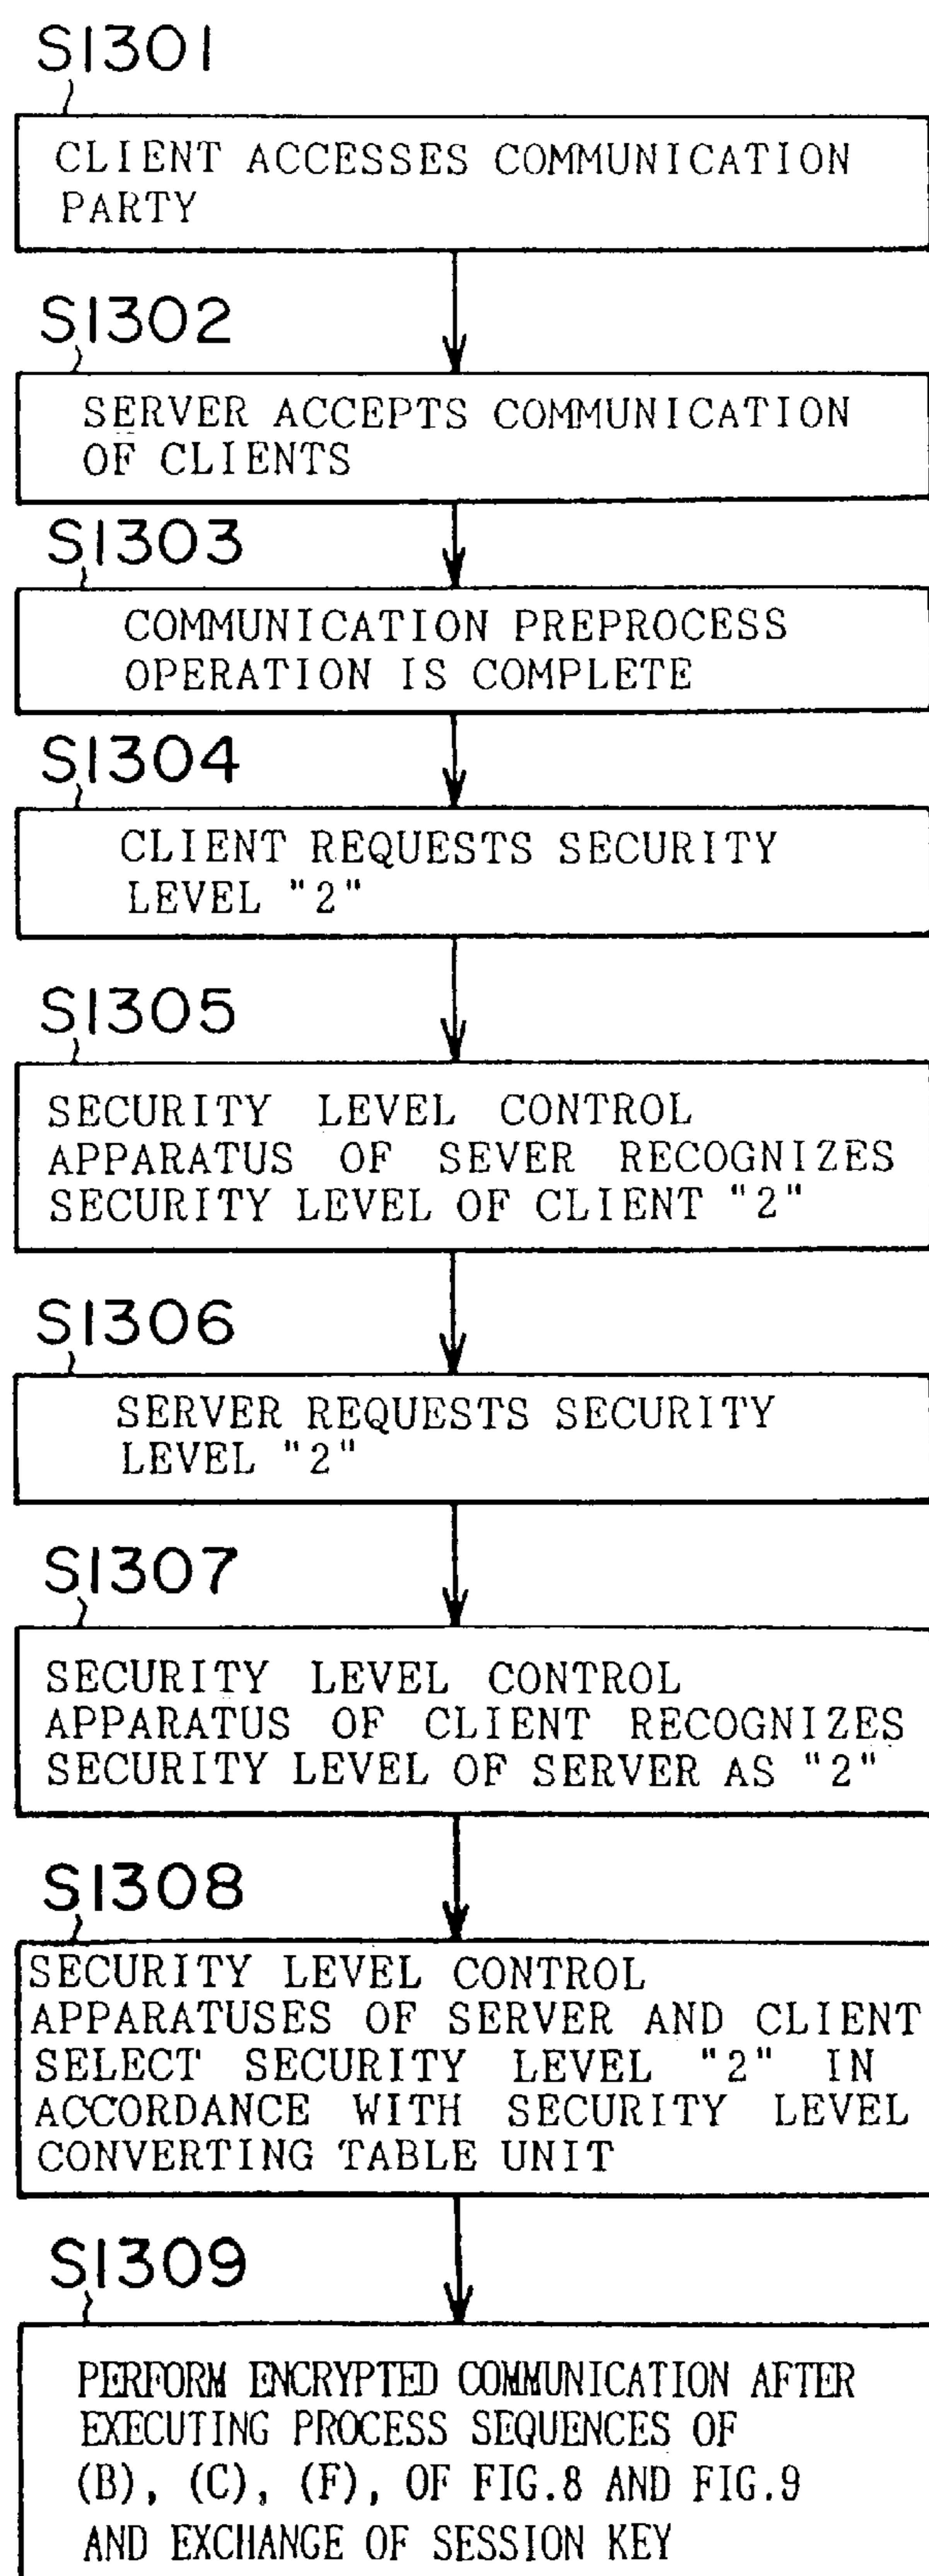 S1301
CLIENT ACCESSES COMMUNICATION
PARTY
S1302
SERVER ACCEPTS COMMUNICATION
OF CLIENTS
S1303
COMMUNICATION PREPROCESS
OPERATION IS COMPLETE
S1304
CLIENT REQUESTS SECURITY
LEVEL "2"
S1305
SECURITY LEVEL CONTROL
APPARATUS OF SEVER RECOGNIZES
SECURITY LEVEL OF CLIENT "2"
S1306
SERVER REQUESTS SECURITY
LEVEL "2"
S1307
SECURITY LEVEL CONTROL
APPARATUS OF CLIENT RECOGNIZES
SECURITY LEVEL OF SERVER AS "2"
S1308
SECURITY LEVEL CONTROL
APPARATUSES OF SERVER AND CLIENT
SELECT SECURITY LEVEL "2" IN
ACCORDANCE WITH SECURITY LEVEL
CONVERTING TABLE UNIT
S1309
PERFORM ENCRYPTED COMMUNICATION AFTER
EXECUTING PROCESS SEQUENCES OF
(B), (C), (F), OF FIG.8 AND FIG.9
AND EXCHANGE OF SESSION KEY